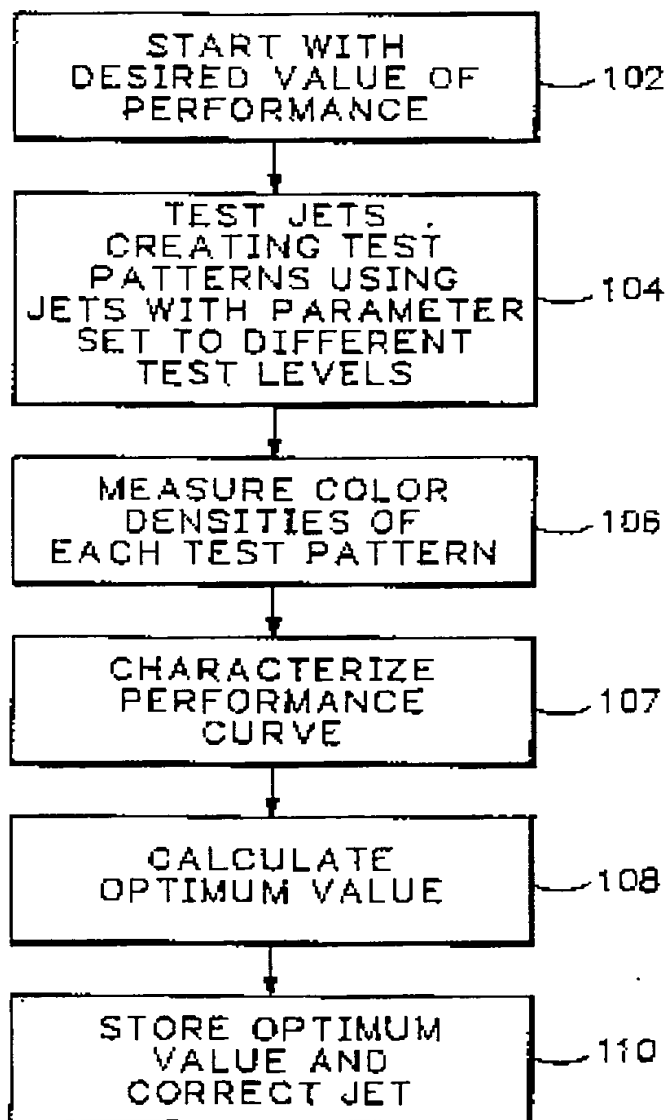 START WITH
DESIRED VALUE OF
PERFORMANCE
102
TEST JETS
CREATING TEST
PATTERNS USING
JETS WITH PARAMETER
SET TO DIFFERENT
TEST LEVELS
104
MEASURE COLOR
DENSITIES OF
EACH TEST PATTERN
106
CHARACTERIZE
PERFORMANCE
CURVE
107
CALCULATE
OPTIMUM VALUE
108
STORE OPTIMUM
VALUE AND
CORRECT JET
110